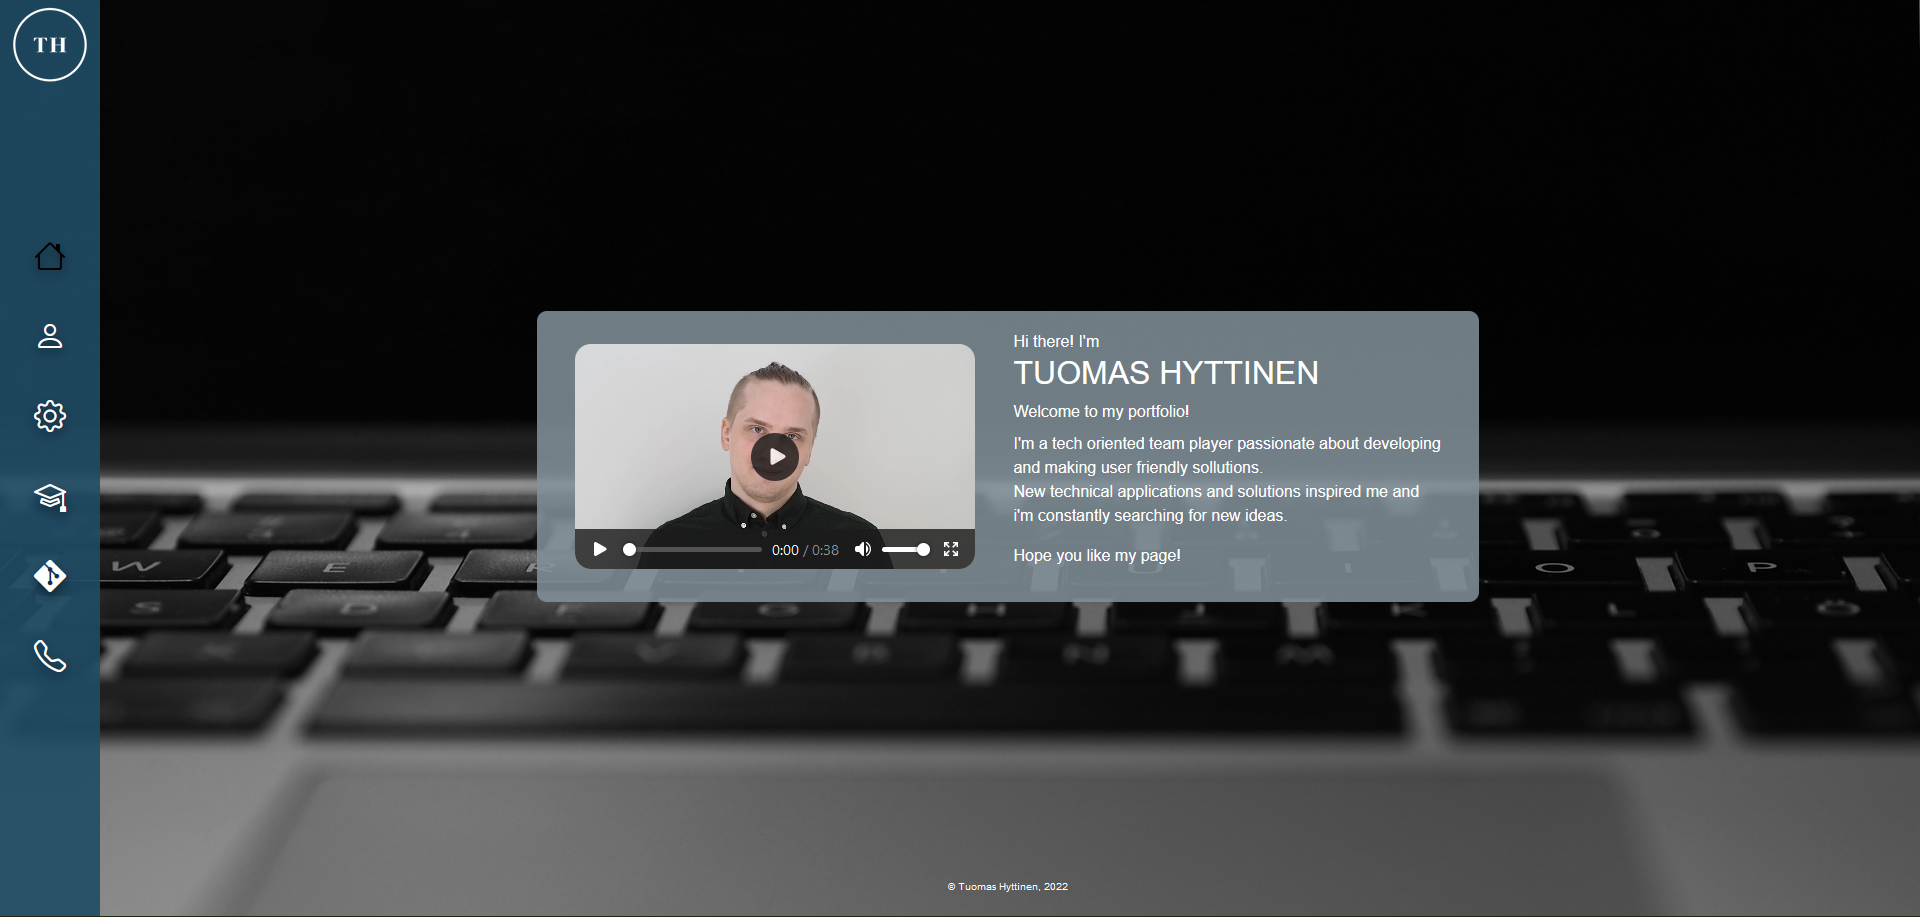 TH
Hi there! I'm
TUOMAS HYTTINEN
Welcome to my portfolio!
I'm a tech oriented team player passionate about developing
and making user friendly sollutions.
New technical applications and solutions inspired me and
i'm constantly searching for new ideas.
Hope you like my page!
0:00 / 0:38
W E R O P
S D
© Tuomas Hyttinen, 2022